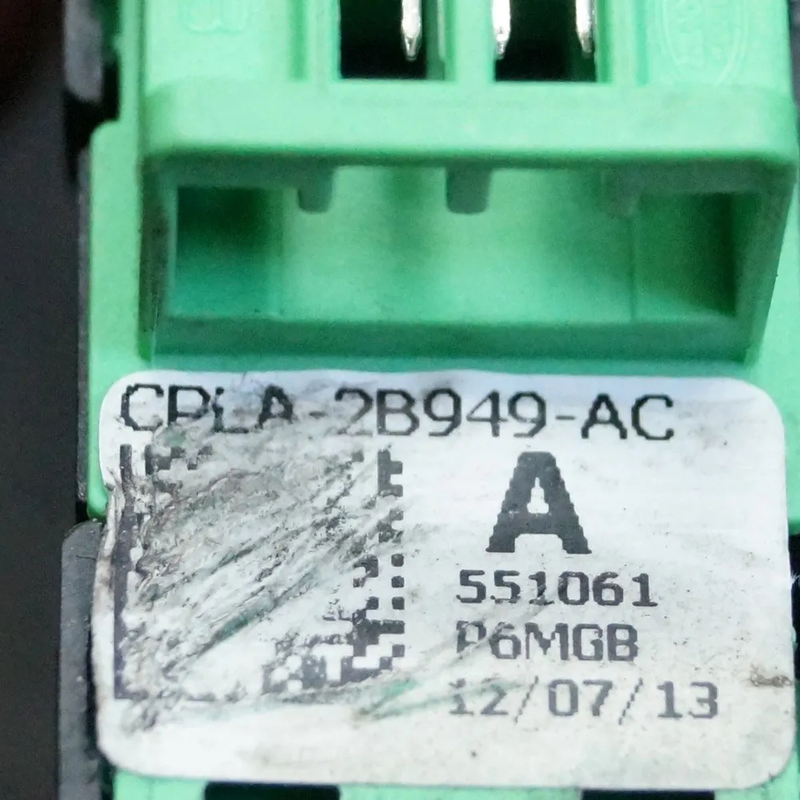 CPLA-2B949-AC
A
551061
P6MGB
12/07/13